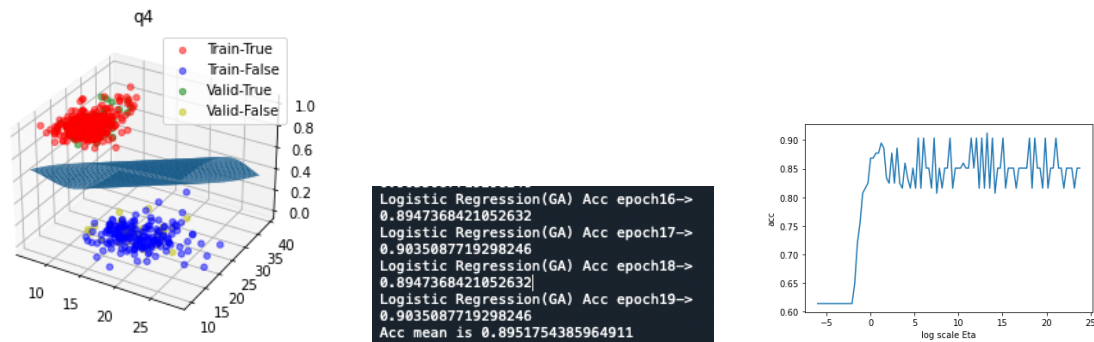 q4
Train-True
Train-False
Valid-True
Valid-False
1.0
0.8
0.6
0.4
0.2
0.0
10
15
20
25
10
15
20
25
30
35
40
Logistic Regression(GA) Acc epoch16->
0.8947368421052632
Logistic Regression(GA) Acc epoch17->
0.9035087719298246
Logistic Regression(GA) Acc epoch18->
0.8947368421052632
Logistic Regression(GA) Acc epoch19->
0.9035087719298246
Acc mean is 0.8951754385964911
0.90
0.85
0.80
0.75
0.70
0.65
0.60
acc
−5
0
5
10
15
20
25
log scale Eta